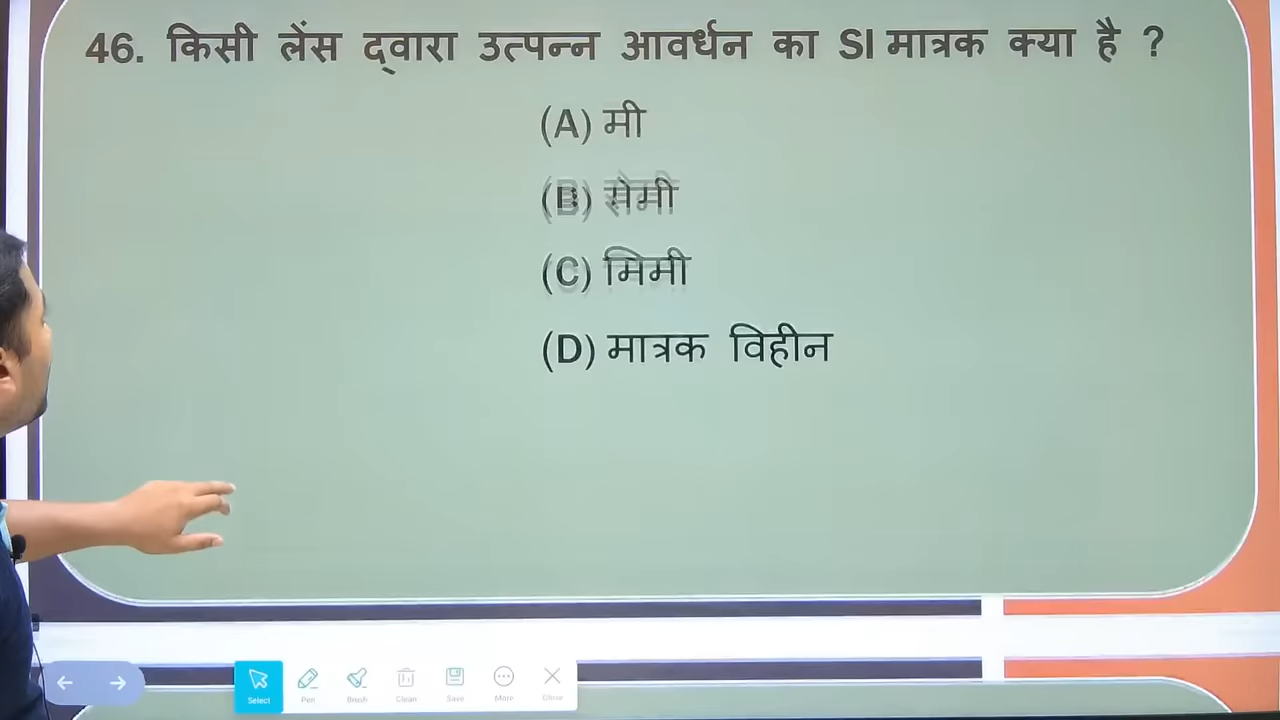 46. किसी लेंस द्वारा उत्पन्न आवर्धन का SI मात्रक क्या है ?
(A) मी
(B) सेमी
(C) मिमी
(D) मात्रक विहीन
Select Pen Brush Clean Save More Close